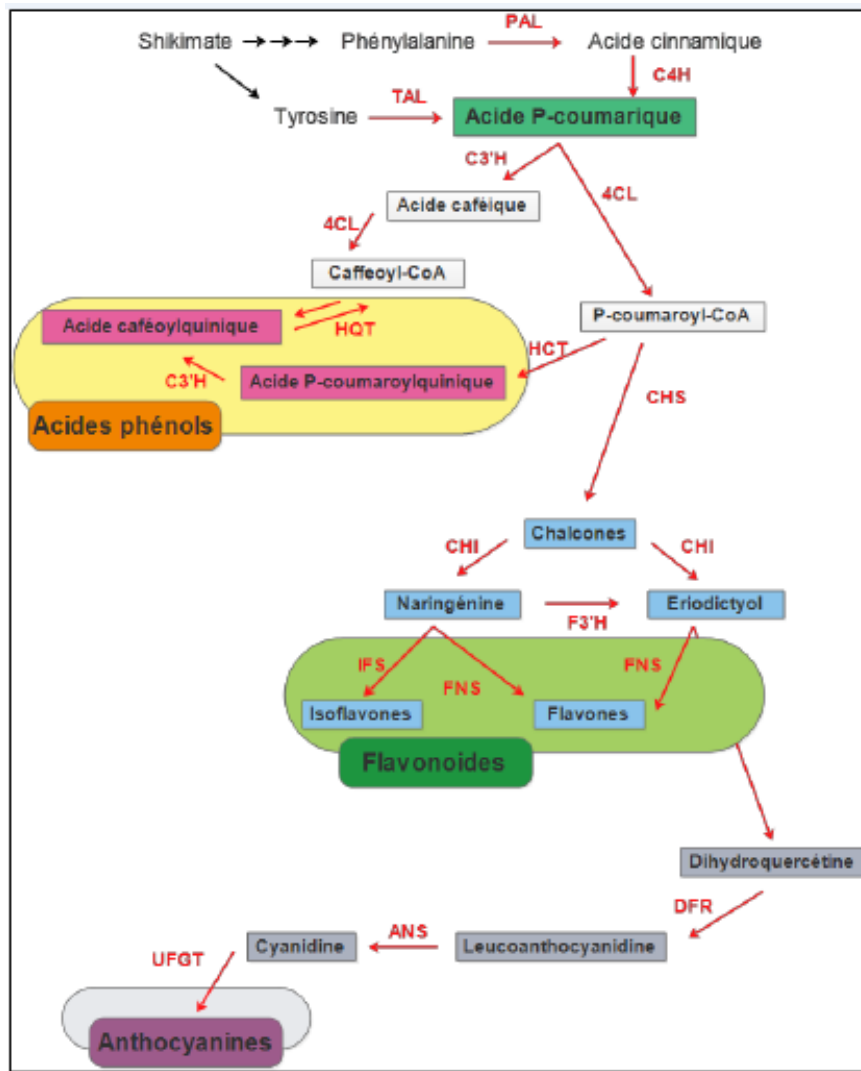 PAL
Shikimate
Phénylalanine
Acide cinnamique
C4H
TAL
Tyrosine
Acide P-coumarique
C3'H
4CL
Acide caféique
4CL
Caffeoyl-CoA
Acide caféoylquinique
HQT
P-coumaroyl-CoA
HCT
C3'H
Acide P-coumaroylquinique
CHS
Acides phénols
Chalcones
CHI
CHI
Naringénine
Eriodictyol
F3'H
IFS
FNS
FNS
Isoflavones
Flavones
Flavonoides
Dihydroquercétine
DFR
ANS
Cyanidine
Leucoanthocyanidine
UFGT
Anthocyanines